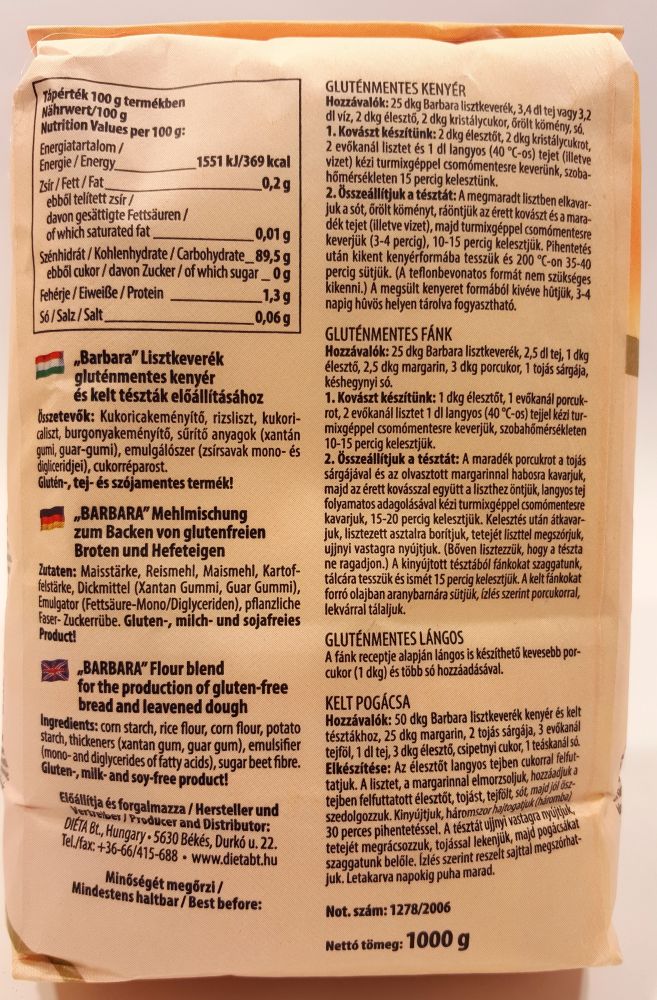 Tápérték 100 g termékben
Nährwert/100 g
Nutrition Values per 100 g:
Energiatartalom /
Energie / Energy 1551 kJ/369 kcal
Zsír / Fett / Fat 0,2 g
ebből telített zsír /
davon gesättigte Fettsäuren /
of which saturated fat 0,01 g
Szénhidrát / Kohlenhydrate / Carbohydrate 89,5 g
ebből cukor / davon Zucker / of which sugar 0 g
Fehérje / Eiweiße / Protein 1,3 g
Só / Salz / Salt 0,06 g
„Barbara” Lisztkeverék
gluténmentes kenyér
és kelt tészták előállításához
Összetevők: Kukoricakeményítő, rizsliszt, kukori-
caliszt, burgonyakeményítő, sűrítő anyagok (xantán
gumi, guar-gumi), emulgálószer (zsírsavak mono- és
digliceridjei), cukorréparost.
Glutén-, tej- és szójamentes termék!
„BARBARA” Mehlmischung
zum Backen von glutenfreien
Broten und Hefeteigen
Zutaten: Maisstärke, Reismehl, Maismehl, Kartof-
felstärke, Dickmittel (Xantan Gummi, Guar Gummi),
Emulgator (Fettsäure-Mono/Diglyceriden), pflanzliche
Faser- Zuckerrübe. Gluten-, milch- und sojafreies
Product!
„BARBARA” Flour blend
for the production of gluten-free
bread and leavened dough
Ingredients: corn starch, rice flour, corn flour, potato
starch, thickeners (xantan gum, guar gum), emulsifier
(mono- and diglycerides of fatty acids), sugar beet fibre.
Gluten-, milk- and soy-free product!
Előállítja és forgalmazza / Hersteller und
Vertreiber / Producer and Distributor:
DIÉTA Bt., Hungary • 5630 Békés, Durkó u. 22.
Tel./fax: +36-66/415-688 • www.dietabt.hu
Minőségét megőrzi /
Mindestens haltbar / Best before:
GLUTÉNMENTES KENYÉR
Hozzávalók: 25 dkg Barbara lisztkeverék, 3,4 dl tej vagy 3,2
dl víz, 2 dkg élesztő, 2 dkg kristálycukor, őrölt kömény, só.
1. Kovászt készítünk: 2 dkg élesztőt, 2 dkg kristálycukrot,
2 evőkanál lisztet és 1 dl langyos (40 °C-os) tejet (illetve
vizet) kézi turmixgéppel csomómentesre keverünk, szoba-
hőmérsékleten 15 percig kelesztünk.
2. Összeállítjuk a tésztát: A megmaradt lisztben elkavar-
juk a sót, őrölt köményt, ráöntjük az érett kovászt és a mara-
dék tejet (illetve vizet), majd turmixgéppel csomómentesre
keverjük (3-4 percig), 10-15 percig kelesztjük. Pihentetés
után kikent kenyérformába tesszük és 200 °C-on 35-40
percig sütjük. (A teflonbevonatos formát nem szükséges
kikenni.) A megsült kenyeret formából kivéve hűtjük, 3-4
napig hűvös helyen tárolva fogyasztható.
GLUTÉNMENTES FÁNK
Hozzávalók: 25 dkg Barbara lisztkeverék, 2,5 dl tej, 1 dkg
élesztő, 2,5 dkg margarin, 3 dkg porcukor, 1 tojás sárgája,
késhegynyi só.
1. Kovászt készítünk: 1 dkg élesztőt, 1 evőkanál porcuk-
rot, 2 evőkanál lisztet 1 dl langyos (40 °C-os) tejjel kézi tur-
mixgéppel csomómentesre keverjük, szobahőmérsékleten
10-15 percig kelesztjük.
2. Összeállítjuk a tésztát: A maradék porcukrot a tojás
sárgájával és az olvasztott margarinnal habosra kavarjuk,
majd az érett kovásszal együtt a liszthez öntjük, langyos tej
folyamatos adagolásával kézi turmixgéppel csomómentesre
kavarjuk, 15-20 percig kelesztjük. Kelesztés után átkavar-
juk, lisztezett asztalra borítjuk, tetejét liszttel megszórjuk,
ujjnyi vastagra nyújtjuk. (Bőven lisztezzük, hogy a tészta
ne ragadjon.) A kinyújtott tésztából fánkokat szaggatunk,
tálcára tesszük és ismét 15 percig kelesztjük. A kelt fánkokat
forró olajban aranybarnára sütjük, ízlés szerint porcukorral,
lekvárral tálaljuk.
GLUTÉNMENTES LÁNGOS
A fánk receptje alapján lángos is készíthető kevesebb por-
cukor (1 dkg) és több só hozzáadásával.
KELT POGÁCSA
Hozzávalók: 50 dkg Barbara lisztkeverék kenyér és kelt
tésztákhoz, 25 dkg margarin, 2 tojás sárgája, 3 evőkanál
tejföl, 1 dl tej, 3 dkg élesztő, csipetnyi cukor, 1 teáskanál só.
Elkészítése: Az élesztőt langyos tejben cukorral felfut-
tatjuk. A lisztet, a margarinnal elmorzsoljuk, hozzáadjuk a
tejben felfuttatott élesztőt, tojást, tejfölt, sót, majd jól ösz-
szedolgozzuk. Kinyújtjuk, háromszor hajtogatjuk (háromba)
30 perces pihentetéssel. A tésztát ujjnyi vastagra nyújtjuk,
tetejét megrácsozzuk, tojással lekenjük, majd pogácsákat
szaggatunk belőle. Ízlés szerint reszelt sajttal megszórhat-
juk. Letakarva napokig puha marad.
Not. szám: 1278/2006
Nettó tömeg: 1000 g